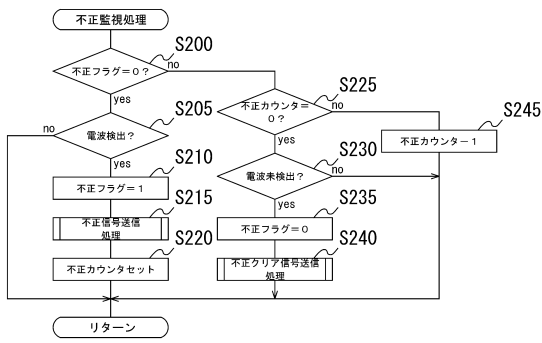 不正監視処理
S200
不正フラグ=0?
no
yes
S205
電波検出?
no
yes
S210
不正フラグ=1
S215
不正信号送信
処理
S220
不正カウンタセット
リターン
S225
不正カウンタ=
0?
no
yes
S230
電波未検出?
no
yes
S235
不正フラグ=0
S240
不正クリア信号送信
処理
S245
不正カウンター1